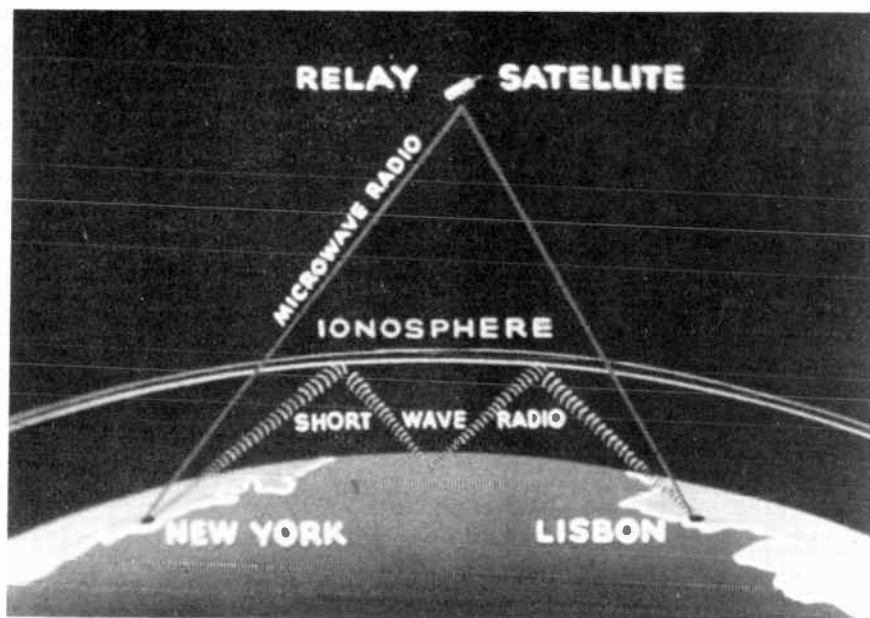 RELAY SATELLITE
MICROWAVE RADIO
IONOSPHERE
SHORT WAVE RADIO
NEW YORK
LISBON